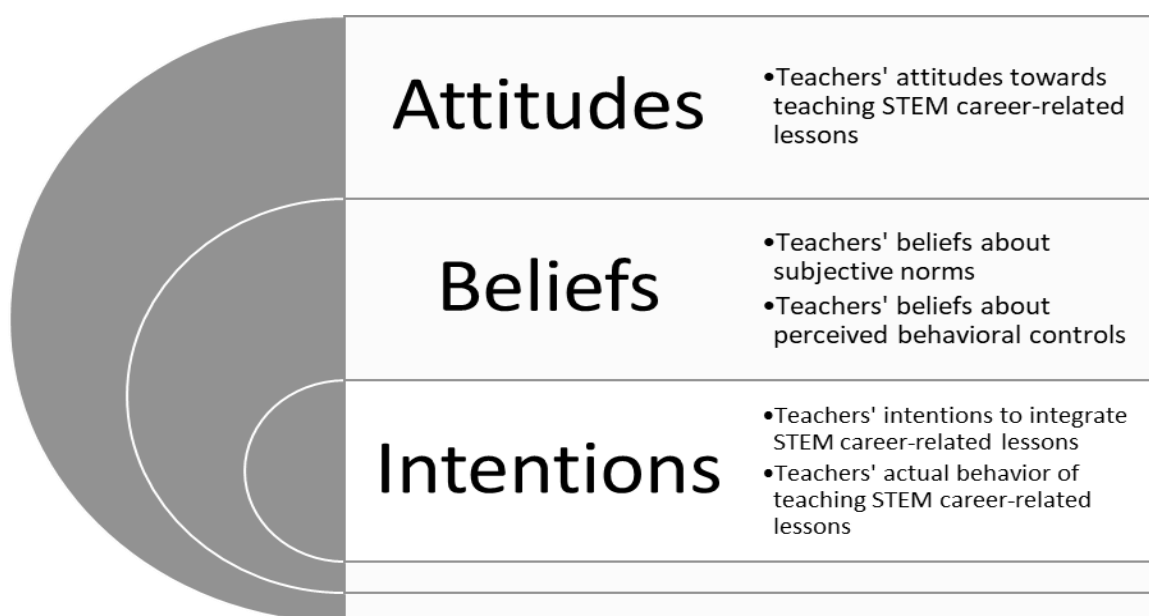 Attitudes
•Teachers' attitudes towards
teaching STEM career-related
lessons
Beliefs
•Teachers' beliefs about
subjective norms
•Teachers' beliefs about
perceived behavioral controls
Intentions
•Teachers' intentions to integrate
STEM career-related lessons
•Teachers' actual behavior of
teaching STEM career-related
lessons